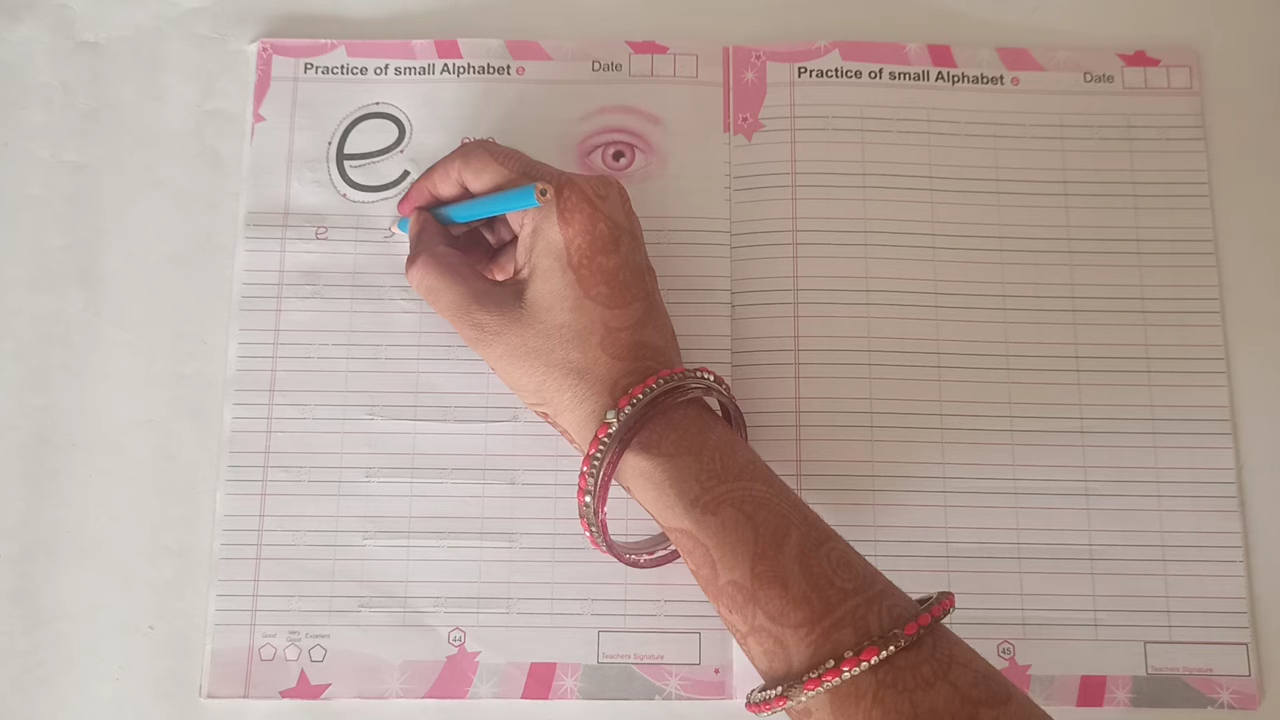 Practice of small Alphabet e Date
e
e
Good Very Good Excellent
44
Teachers Signature
Practice of small Alphabet e Date
45
Teachers Signature